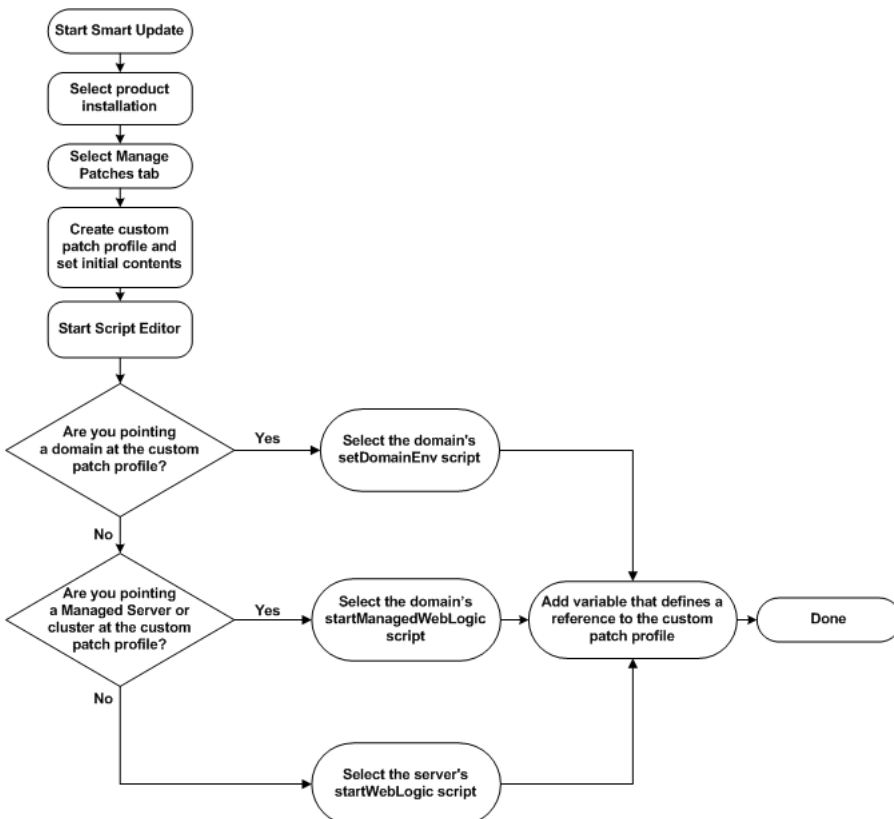 Start Smart Update
Select product
installation
Select Manage
Patches tab
Create custom
patch profile and
set initial contents
Start Script Editor
Are you pointing
a domain at the custom
patch profile?
Yes
Select the domain's
setDomainEnv script
No
Are you pointing
a Managed Server or
cluster at the custom
patch profile?
Yes
Select the domain’s
startManagedWebLogic
script
Add variable that defines a
reference to the custom
patch profile
Done
No
Select the server's
startWebLogic script